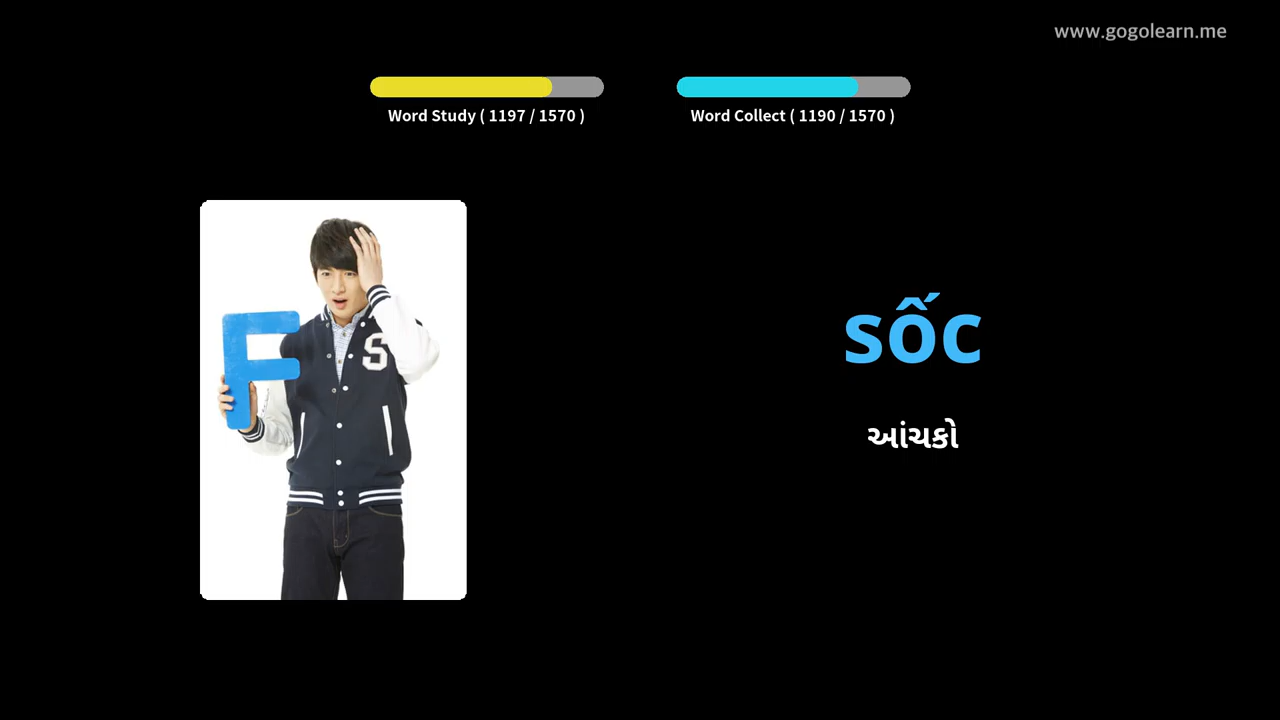 www.gogolearn.me
Word Study ( 1197 / 1570 )
Word Collect ( 1190 / 1570 )
F
S
sốc
આંચકો